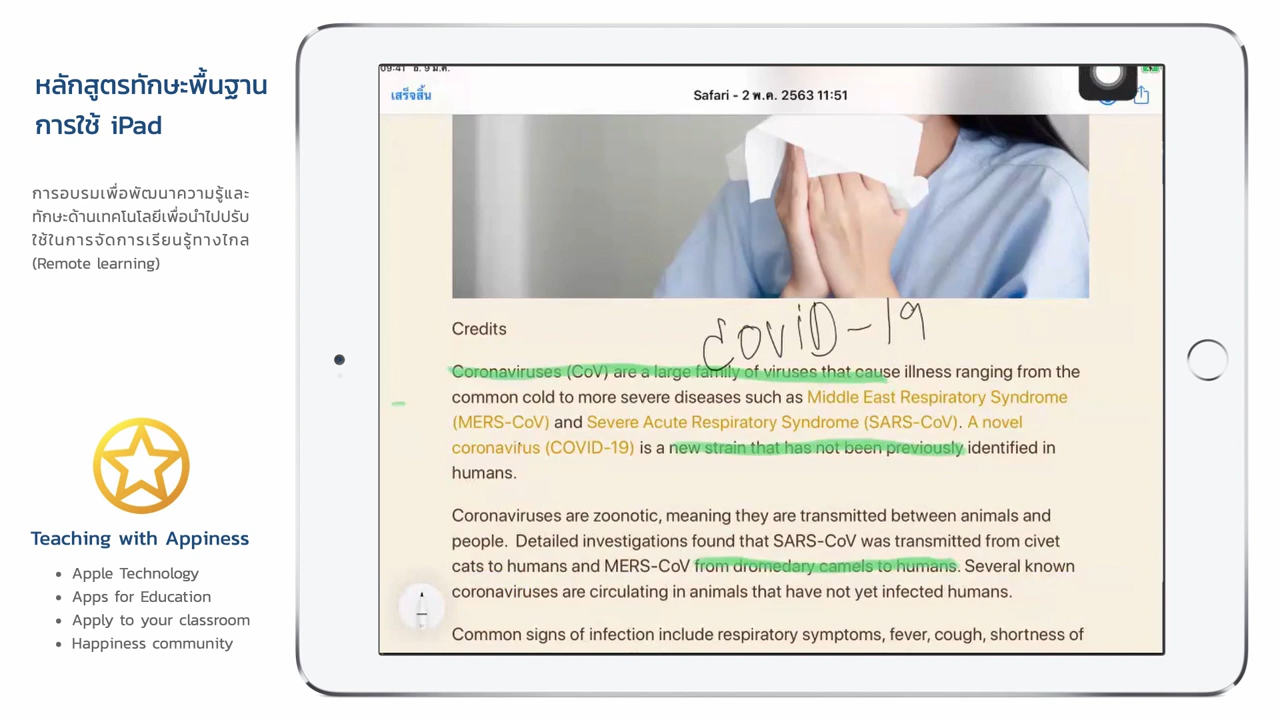 หลักสูตรทักษะพื้นฐาน
การใช้ iPad
การอบรมเพื่อพัฒนาความรู้และ
ทักษะด้านเทคโนโลยีเพื่อนำไปปรับ
ใช้ในการจัดการเรียนรู้ทางไกล
(Remote learning)
Teaching with Appiness
• Apple Technology
• Apps for Education
• Apply to your classroom
• Happiness community
09:41 อ. 9 ม.ค.
เสร็จสิ้น
Safari - 2 พ.ค. 2563 11:51
COVID-19
Credits
Coronaviruses (CoV) are a large family of viruses that cause illness ranging from the
common cold to more severe diseases such as Middle East Respiratory Syndrome
(MERS-CoV) and Severe Acute Respiratory Syndrome (SARS-CoV). A novel
coronavirus (COVID-19) is a new strain that has not been previously identified in
humans.
Coronaviruses are zoonotic, meaning they are transmitted between animals and
people. Detailed investigations found that SARS-CoV was transmitted from civet
cats to humans and MERS-CoV from dromedary camels to humans. Several known
coronaviruses are circulating in animals that have not yet infected humans.
Common signs of infection include respiratory symptoms, fever, cough, shortness of